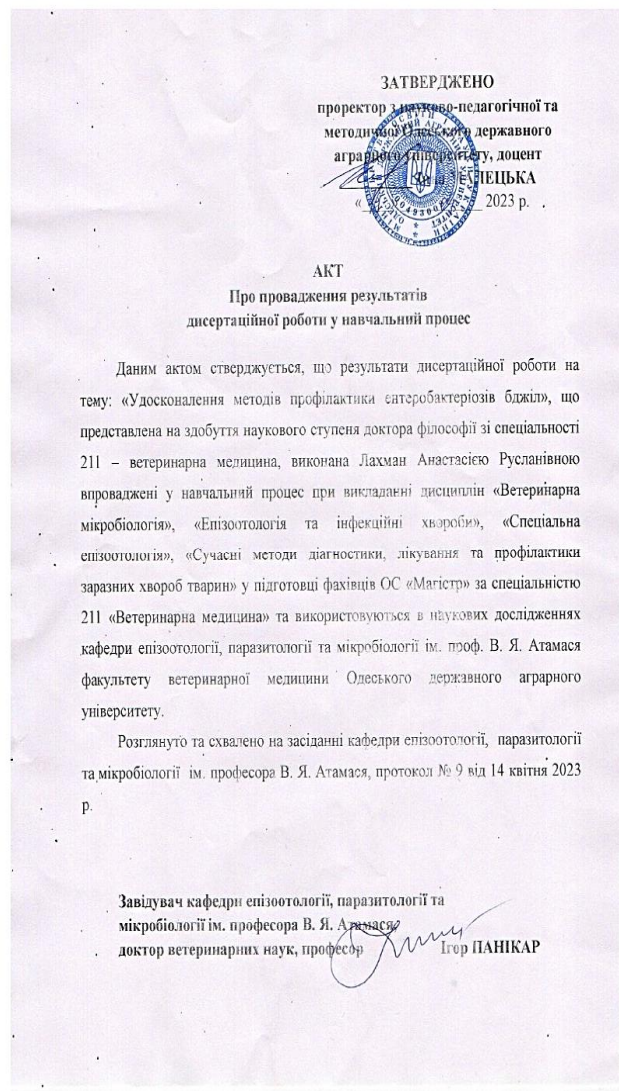 ЗАТВЕРДЖЕНО
проректор з науково-педагогічної та
методичної Одеського державного
аграрного університету, доцент
« 2023 р.
АКТ
Про провадження результатів
дисертаційної роботи у навчальний процес
Даним актом стверджується, що результати дисертаційної роботи на
тему: «Удосконалення методів профілактики ентеробактеріозів бджіл», що
представлена на здобуття наукового ступеня доктора філософії зі спеціальності
211 – ветеринарна медицина, виконана Лахман Анастасією Русланівною
впроваджені у навчальний процес при викладанні дисциплін «Ветеринарна
мікробіологія», «Епізоотологія та інфекційні хвороби», «Спеціальна
епізоотологія», «Сучасні методи діагностики, лікування та профілактики
заразних хвороб тварин» у підготовці фахівців ОС «Магістр» за спеціальністю
211 «Ветеринарна медицина» та використовуються в наукових дослідженнях
кафедри епізоотології, паразитології та мікробіології ім. проф. В. Я. Атамася
факультету ветеринарної медицини Одеського державного аграрного
університету.
Розглянуто та схвалено на засіданні кафедри епізоотології, паразитології
та мікробіології ім. професора В. Я. Атамася, протокол № 9 від 14 квітня 2023
р.
Завідувач кафедри епізоотології, паразитології та
мікробіології ім. професора В. Я. Атамася,
доктор ветеринарних наук, професор Ігор ПАНІКАР